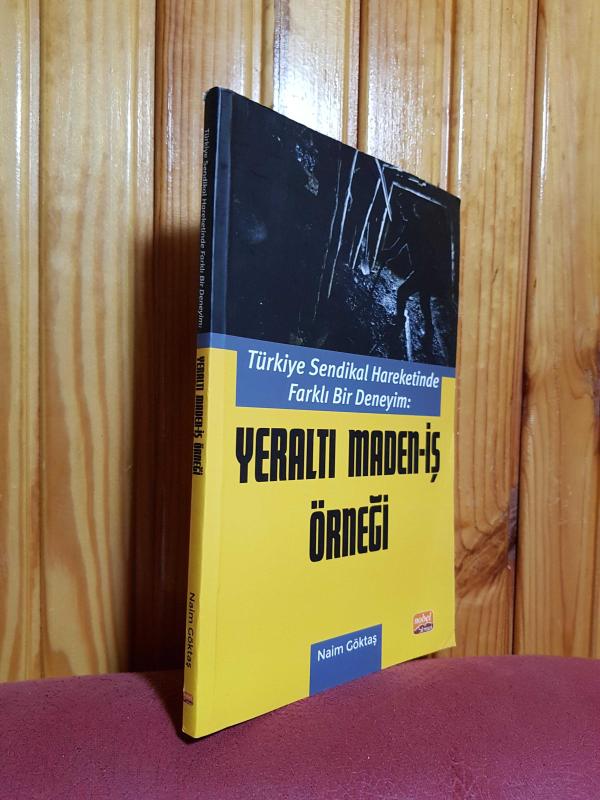 Türkiye Sendikal Hareketinde Farklı Bir Deneyim:
YERALTI MADEN-İŞ ÖRNEĞİ
Naim Göktaş
Türkiye Sendikal Hareketinde
Farklı Bir Deneyim:
YERALTI MADEN-İŞ
ÖRNEĞİ
Naim Göktaş
nobel